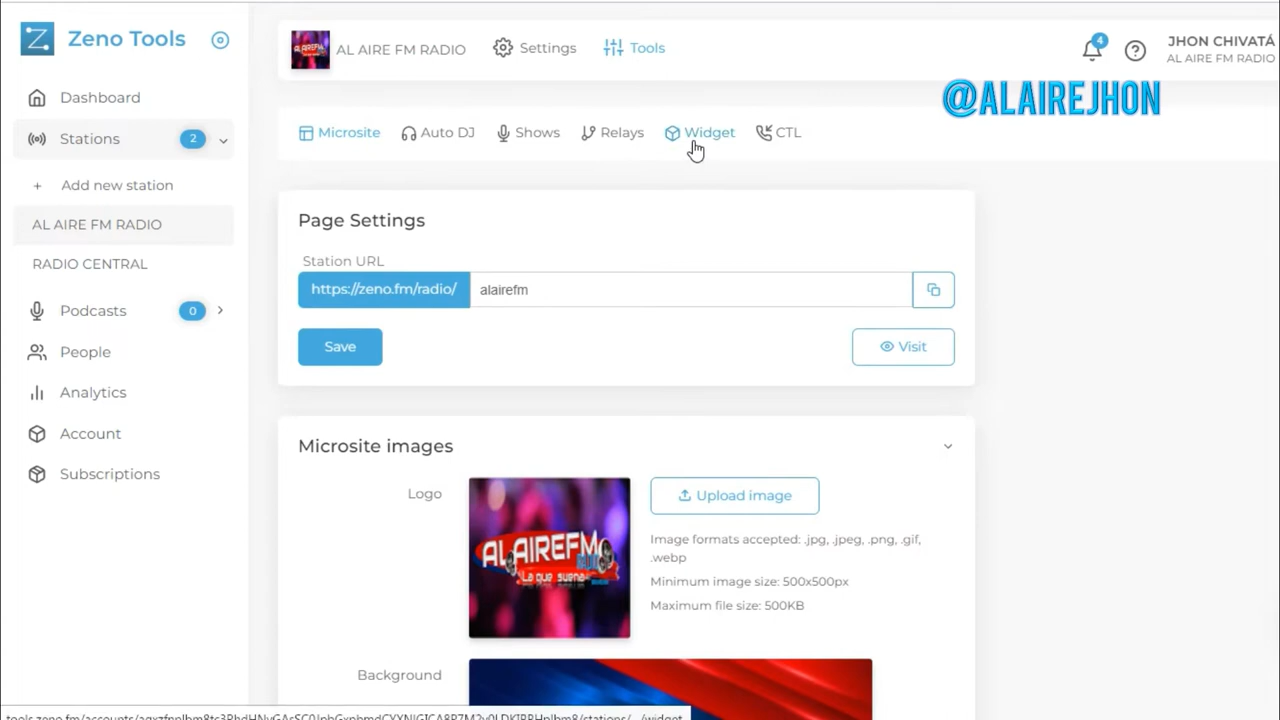 Zeno Tools
AL AIRE FM RADIO
Settings
Tools
4
JHON CHIVATÁ
AL AIRE FM RADIO
@ALAIREJHON
Dashboard
Stations 2
+ Add new station
AL AIRE FM RADIO
RADIO CENTRAL
Podcasts 0
People
Analytics
Account
Subscriptions
Microsite Auto DJ Shows Relays Widget CTL
Page Settings
Station URL
https://zeno.fm/radio/ alairefm
Save
Visit
Microsite images
Logo
AL AIREFM
RADIO
La que suena
Upload image
Image formats accepted: .jpg, .jpeg, .png, .gif,
.webp
Minimum image size: 500x500px
Maximum file size: 500KB
Background